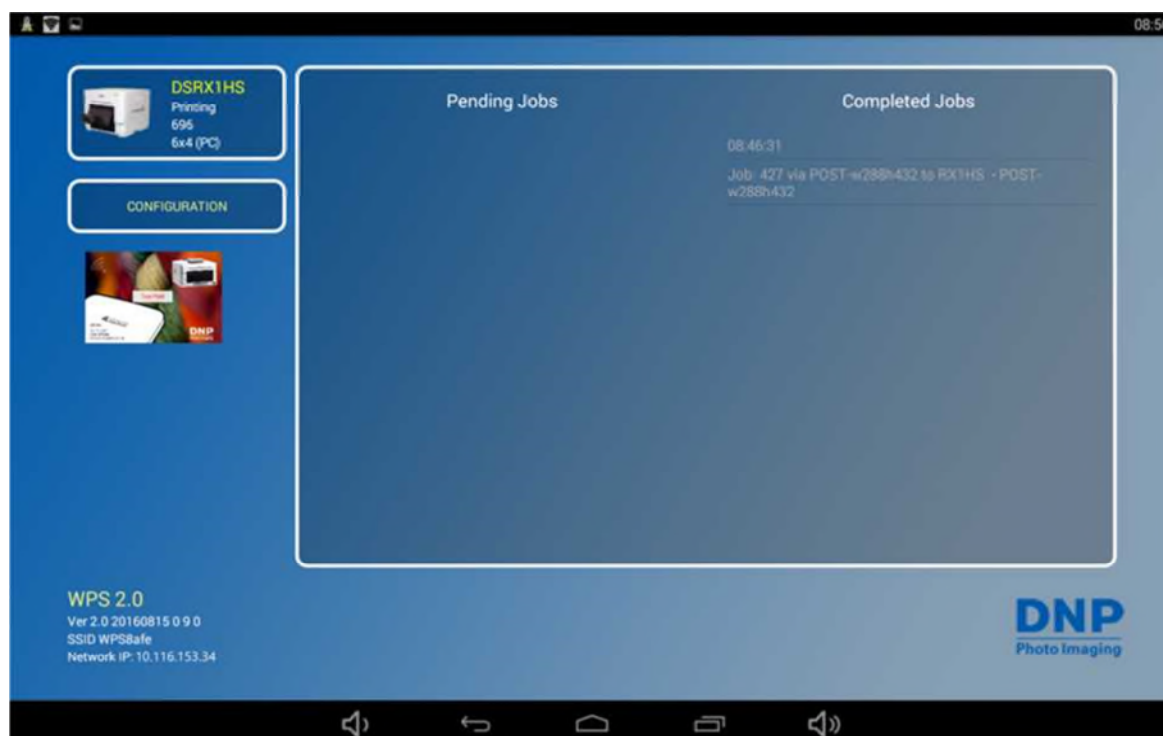 08:5
DSRX1HS
Printing
695
6x4 (PC)
CONFIGURATION
Pending Jobs
Completed Jobs
08:46:31
Job: 427 via POST-w288h432 to RX1HS - POST-
w288h432
DNP
WPS 2.0
Ver 2.0 20160815 0 9 0
SSID WPS8afe
Network IP: 10.116.153.34
DNP
Photo Imaging